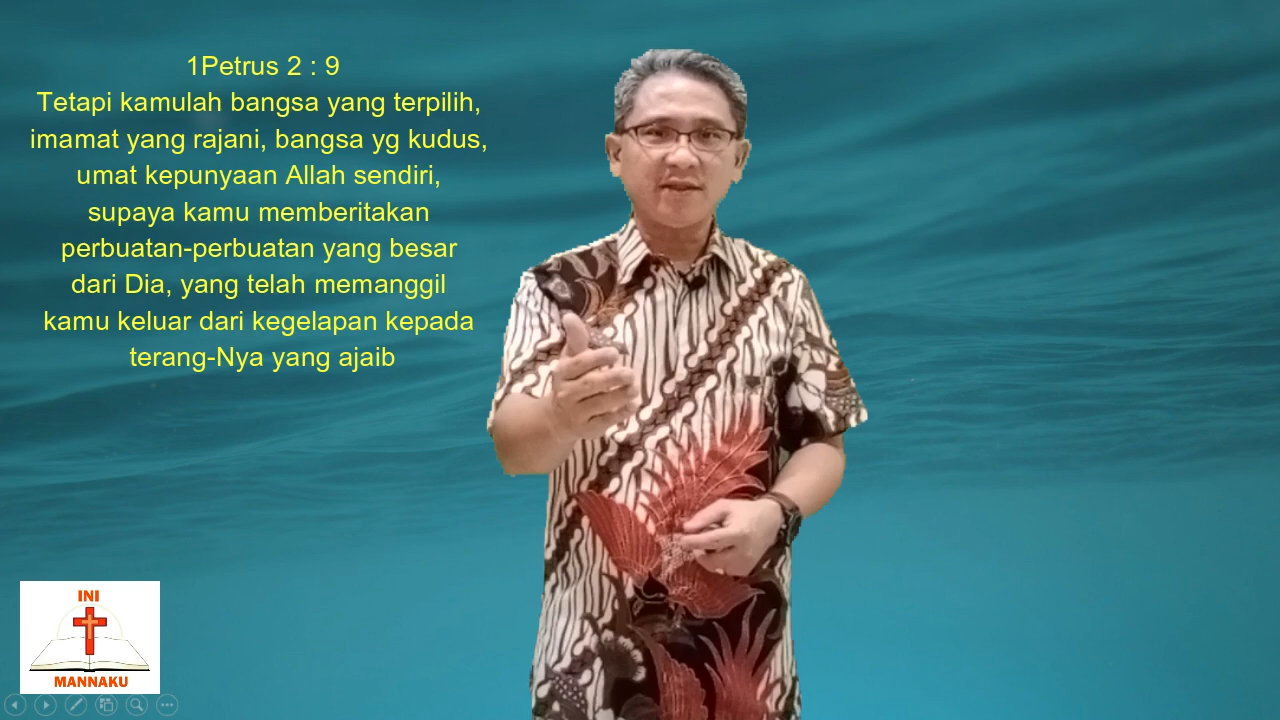 1Petrus 2 : 9
Tetapi kamulah bangsa yang terpilih,
imamat yang rajani, bangsa yg kudus,
umat kepunyaan Allah sendiri,
supaya kamu memberitakan
perbuatan-perbuatan yang besar
dari Dia, yang telah memanggil
kamu keluar dari kegelapan kepada
terang-Nya yang ajaib
INI
MANNAKU